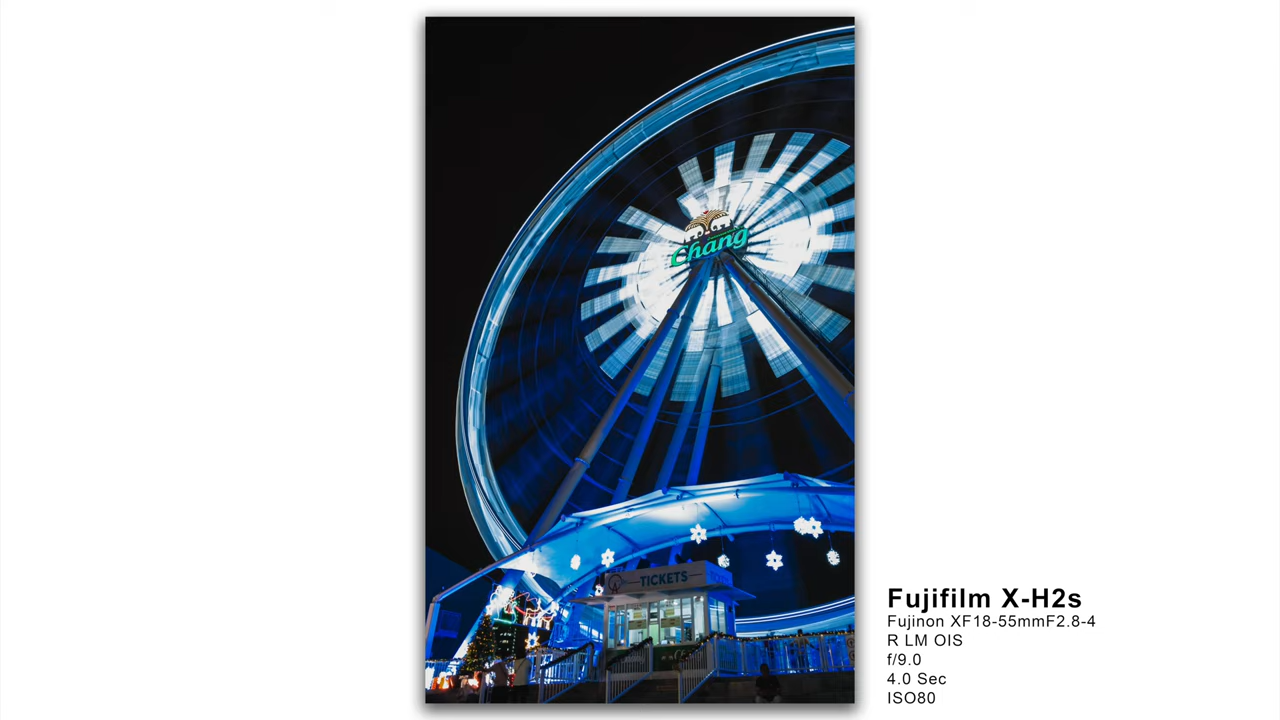 Chang
TICKETS
Fujifilm X-H2s
Fujinon XF18-55mmF2.8-4
R LM OIS
f/9.0
4.0 Sec
ISO80